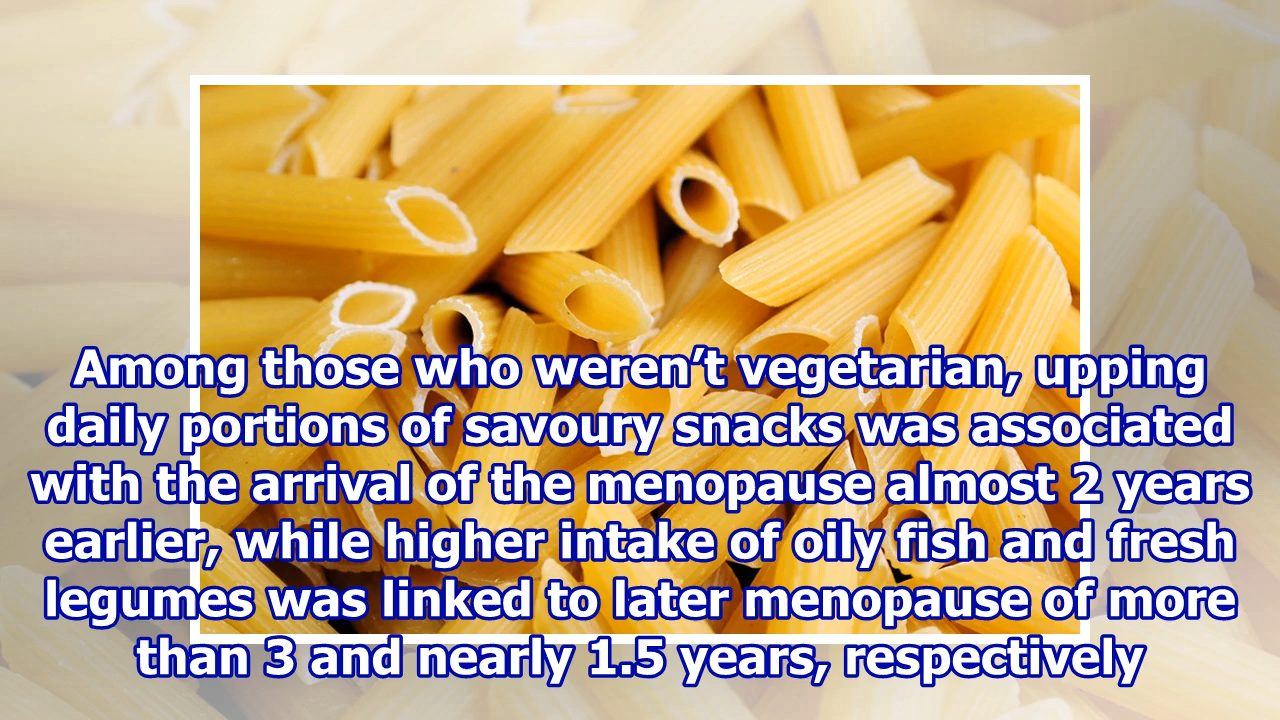 Among those who weren’t vegetarian, upping
daily portions of savoury snacks was associated
with the arrival of the menopause almost 2 years
earlier, while higher intake of oily fish and fresh
legumes was linked to later menopause of more
than 3 and nearly 1.5 years, respectively